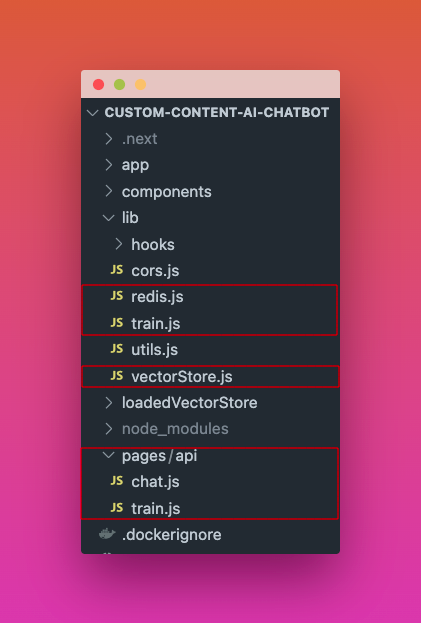 CUSTOM-CONTENT-AI-CHATBOT
.next
app
components
lib
hooks
JS cors.js
JS redis.js
JS train.js
JS utils.js
JS vectorStore.js
loadedVectorStore
node_modules
pages/api
JS chat.js
JS train.js
.dockerignore